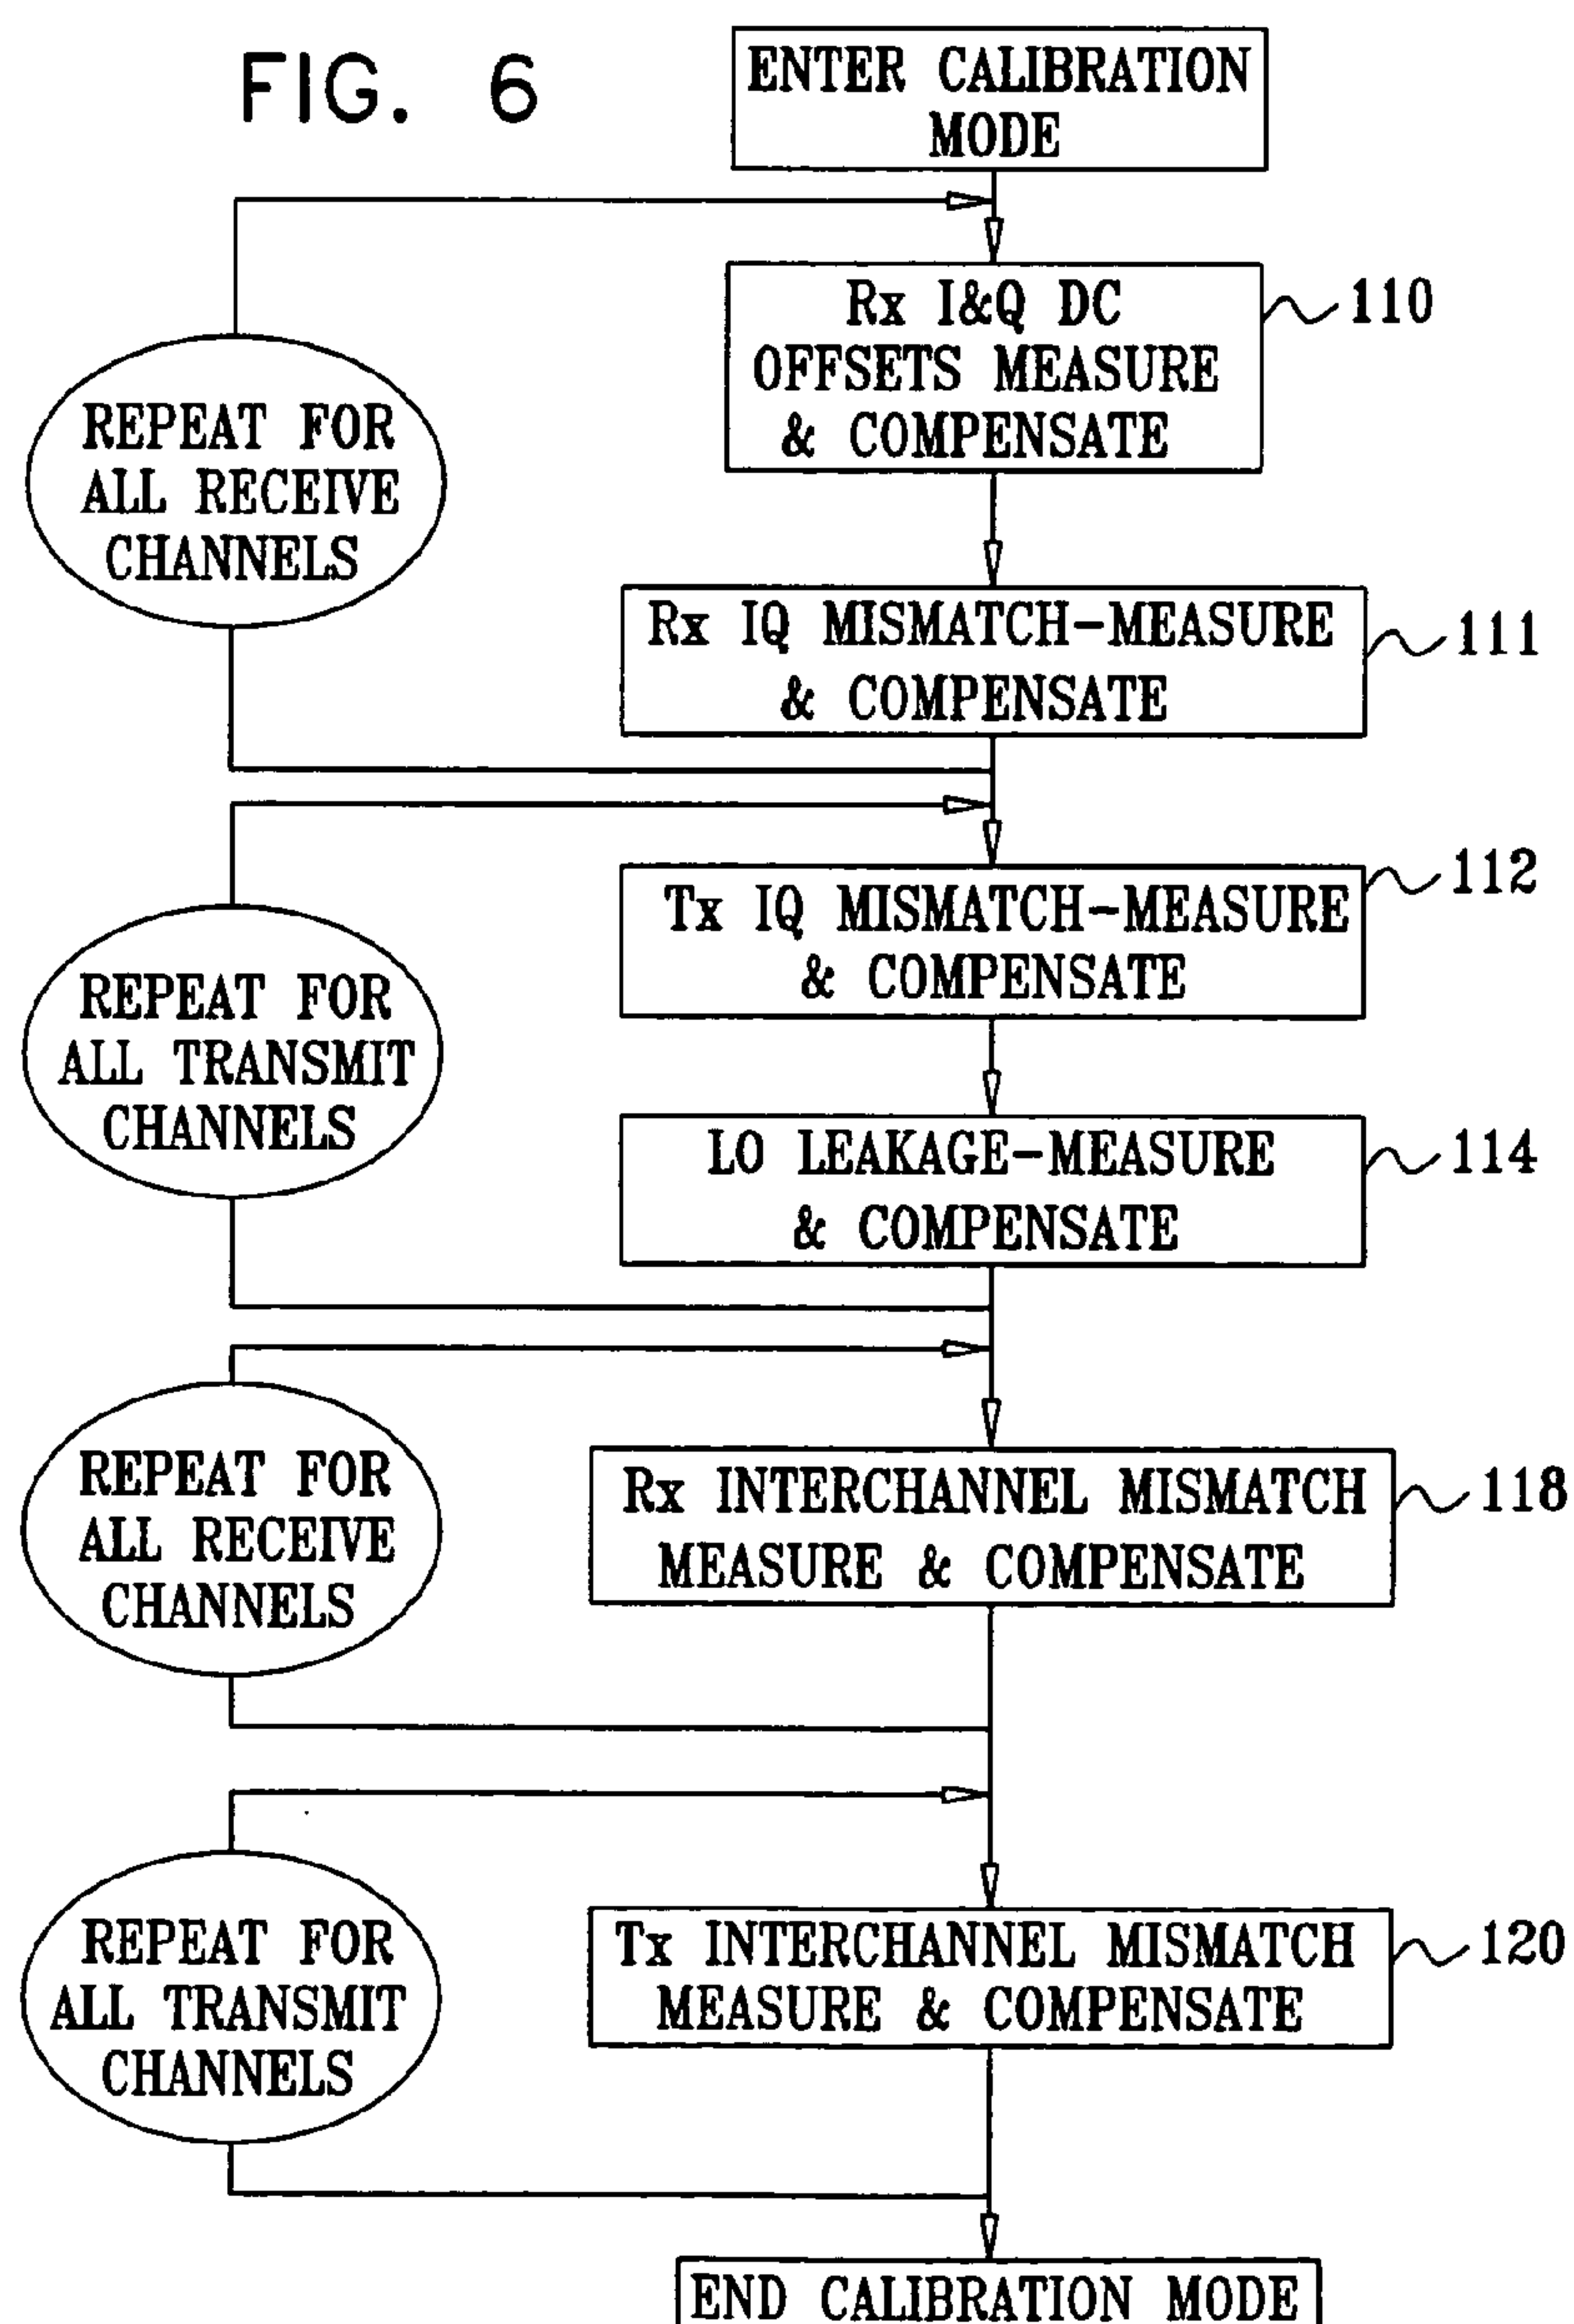 FIG. 6
ENTER CALIBRATION
MODE
Rx I&Q DC
OFFSETS MEASURE
& COMPENSATE
110
REPEAT FOR
ALL RECEIVE
CHANNELS
Rx IQ MISMATCH-MEASURE
& COMPENSATE
111
Tx IQ MISMATCH-MEASURE
& COMPENSATE
112
REPEAT FOR
ALL TRANSMIT
CHANNELS
LO LEAKAGE-MEASURE
& COMPENSATE
114
REPEAT FOR
ALL RECEIVE
CHANNELS
Rx INTERCHANNEL MISMATCH
MEASURE & COMPENSATE
118
REPEAT FOR
ALL TRANSMIT
CHANNELS
Tx INTERCHANNEL MISMATCH
MEASURE & COMPENSATE
120
END CALIBRATION MODE